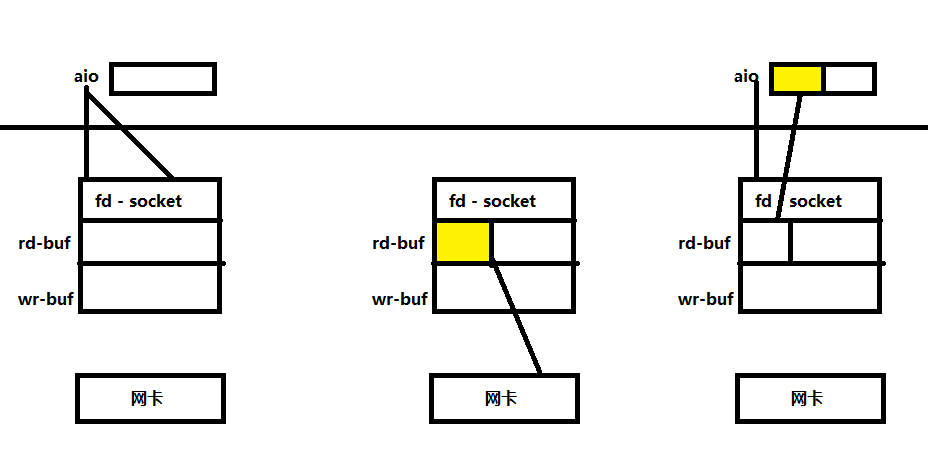 aio
aio
fd - socket
fd - socket
fd socket
rd-buf
rd-buf
rd-buf
wr-buf
wr-buf
wr-buf
网卡
网卡
网卡